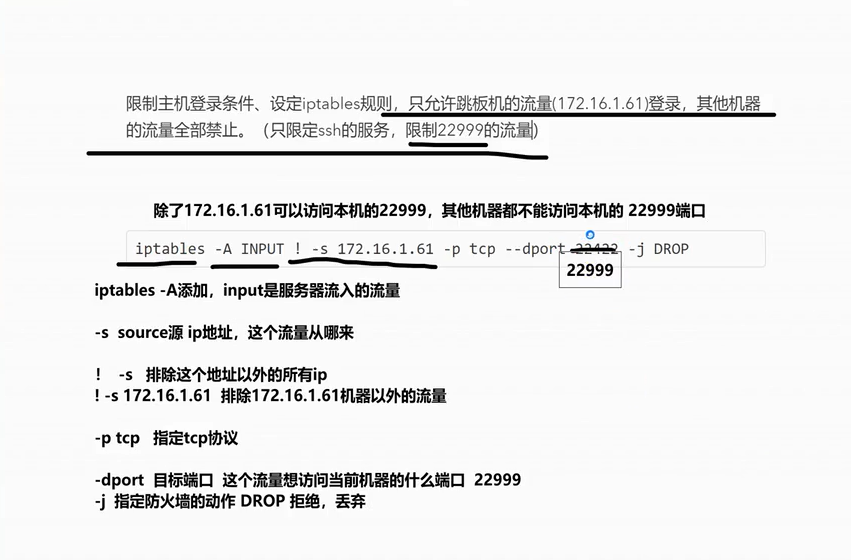 限制主机登录条件、设定iptables规则，只允许跳板机的流量(172.16.1.61)登录，其他机器
的流量全部禁止。（只限定ssh的服务，限制22999的流量)
除了172.16.1.61可以访问本机的22999，其他机器都不能访问本机的 22999端口
iptables -A INPUT ! -s 172.16.1.61 -p tcp --dport 22422 -j DROP
22999
iptables -A添加，input是服务器流入的流量
-s source源 ip地址，这个流量从哪来
！ -s 排除这个地址以外的所有ip
! -s 172.16.1.61 排除172.16.1.61机器以外的流量
-p tcp 指定tcp协议
-dport 目标端口 这个流量想访问当前机器的什么端口 22999
-j 指定防火墙的动作 DROP 拒绝，丢弃